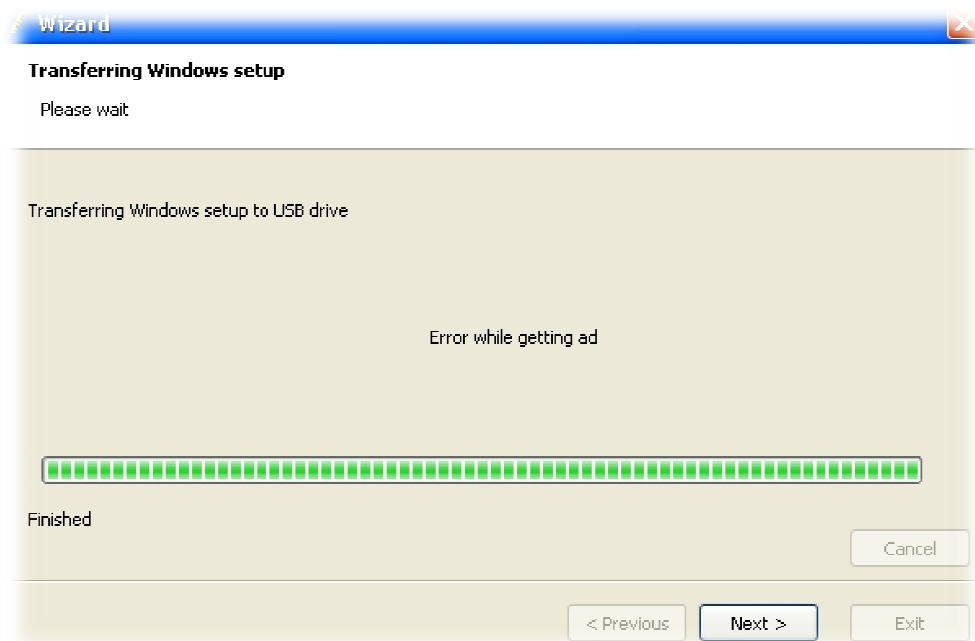 Wizard
Transferring Windows setup
Please wait
Transferring Windows setup to USB drive
Error while getting ad
Finished
Cancel
< Previous
Next >
Exit